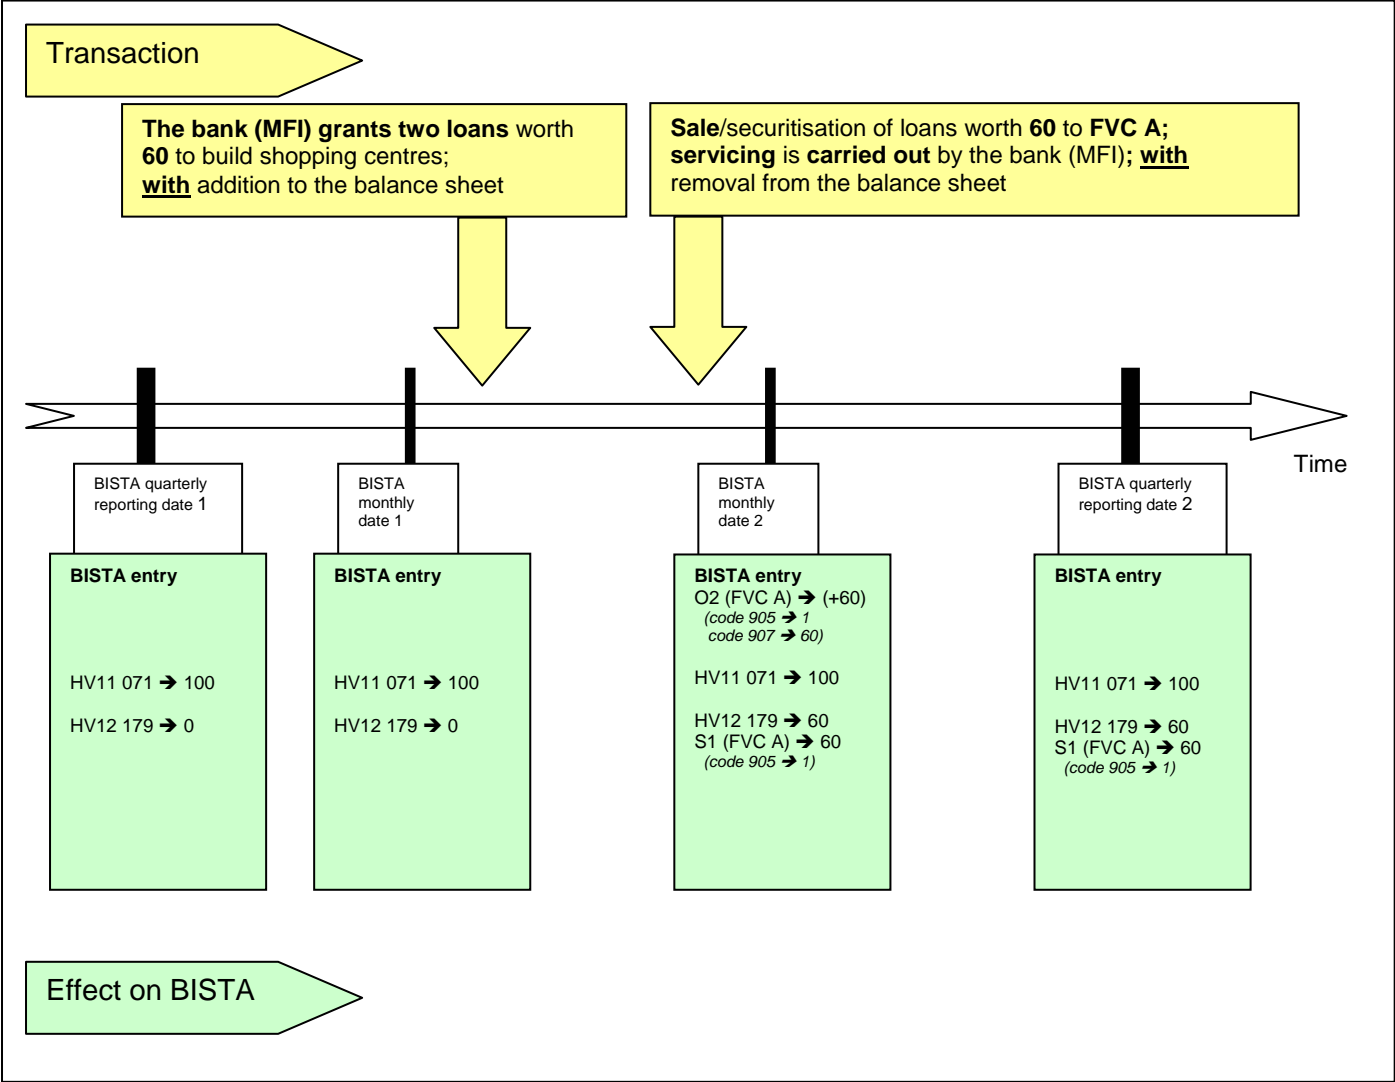 Transaction
The bank (MFI) grants two loans worth
60 to build shopping centres;
with addition to the balance sheet
Sale/securitisation of loans worth 60 to FVC A;
servicing is carried out by the bank (MFI); with
removal from the balance sheet
Time
BISTA quarterly
reporting date 1
BISTA
monthly
date 1
BISTA
monthly
date 2
BISTA quarterly
reporting date 2
BISTA entry
HV11 071 ➔ 100
HV12 179 ➔ 0
BISTA entry
HV11 071 ➔ 100
HV12 179 ➔ 0
BISTA entry
O2 (FVC A) ➔ (+60)
(code 905 ➔ 1
code 907 ➔ 60)
HV11 071 ➔ 100
HV12 179 ➔ 60
S1 (FVC A) ➔ 60
(code 905 ➔ 1)
BISTA entry
HV11 071 ➔ 100
HV12 179 ➔ 60
S1 (FVC A) ➔ 60
(code 905 ➔ 1)
Effect on BISTA